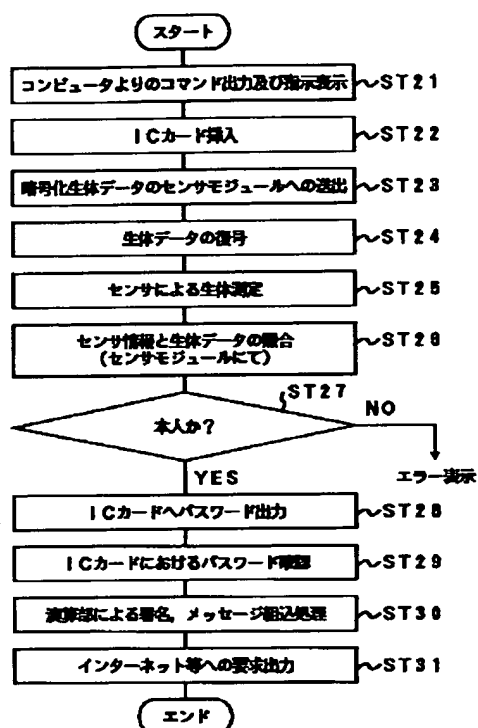 スタート
コンピュータよりのコマンド出力及び指示表示 ST21
ICカード挿入 ST22
暗号化生体データのセンサモジュールへの送出 ST23
生体データの復号 ST24
センサによる生体測定 ST25
センサ情報と生体データの照合 ST26
(センサモジュールにて)
ST27
本人か? NO
エラー表示
YES
ICカードへパスワード出力 ST28
ICカードにおけるパスワード確認 ST29
演算部による署名,メッセージ組込処理 ST30
インターネット等への要求出力 ST31
エンド